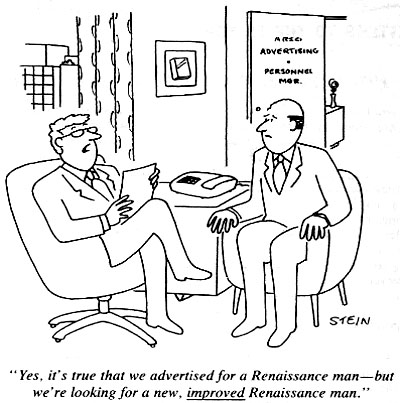 ADVERTISING
•
PERSONNEL
MGR.
STEIN
"Yes, it's true that we advertised for a Renaissance man—but
we're looking for a new, improved Renaissance man."